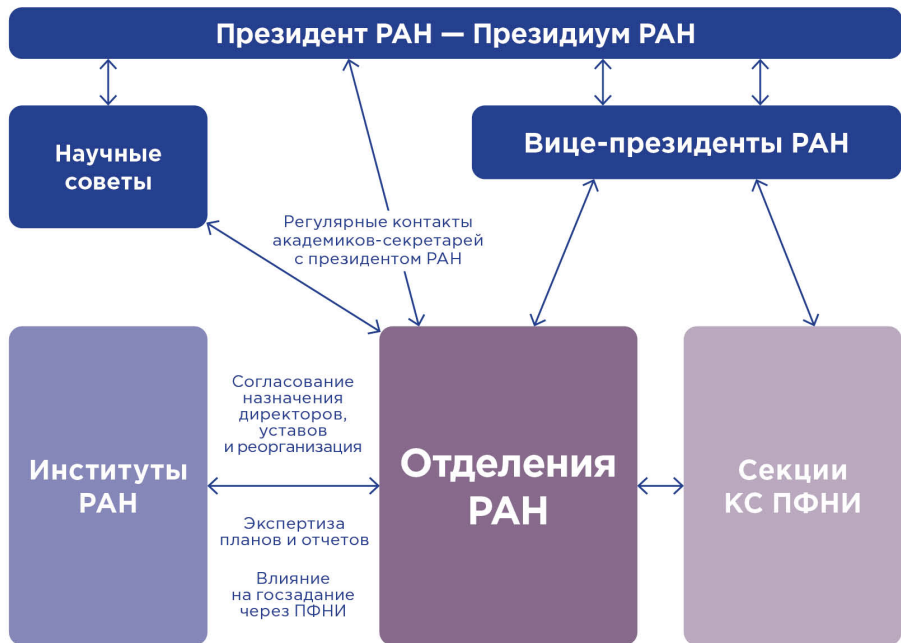 Президент РАН — Президиум РАН
Научные
советы
Вице-президенты РАН
Регулярные контакты
академиков-секретарей
с президентом РАН
Институты
РАН
Согласование
назначения
директоров,
уставов
и реорганизация
Экспертиза
планов и отчетов
Влияние
на госзадание
через ПФНИ
Отделения
РАН
Секции
КС ПФНИ